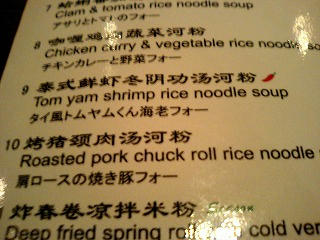 7
Clam & tomato rice noodle soup
アサリとトマトのフォー
8 咖喱鸡蔬菜河粉
Chicken curry & vegetable rice noodle so
チキンカレーと野菜フォー
9 泰式鲜虾冬阴功汤河粉
Tom yam shrimp rice noodle soup
タイ風トムヤムくん海老フォー
10 烤猪颈肉汤河粉
Roasted pork chuck roll rice noodle
肩ロースの焼き豚フォー
炸春卷凉拌米粉
Deep fried spring cold ver